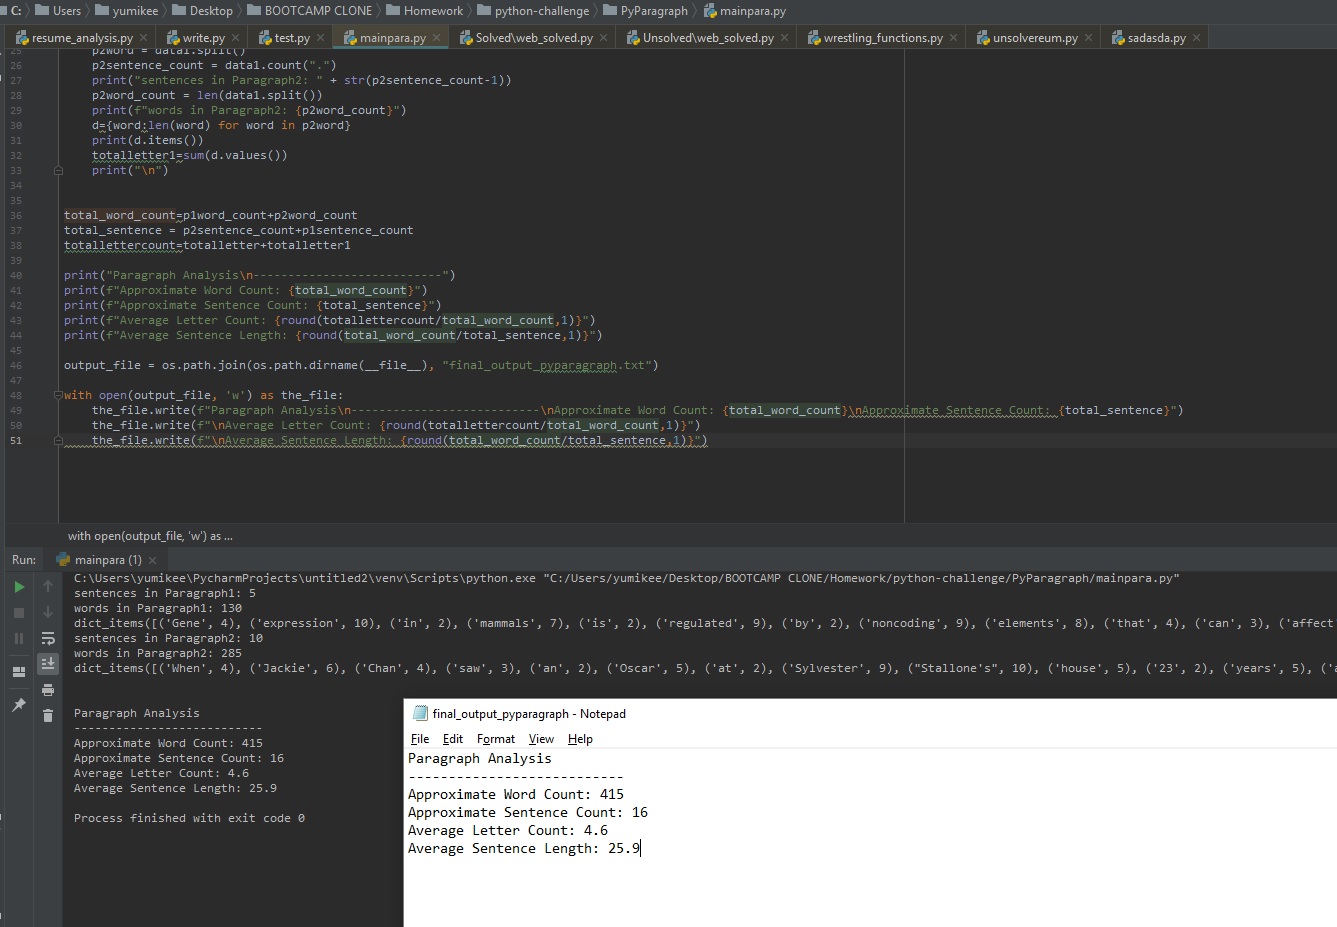 C: Users yumikee Desktop BOOTCAMP CLONE Homework python-challenge PyParagraph mainpara.py
resume_analysis.py write.py test.py mainpara.py Solved\web_solved.py Unsolved\web_solved.py wrestling_functions.py unsolvereum.py sadasda.py
25 p2word = data1.split()
26 p2sentence_count = data1.count(".")
27 print("sentences in Paragraph2: " + str(p2sentence_count-1))
28 p2word_count = len(data1.split())
29 print(f"words in Paragraph2: {p2word_count}")
30 d={word:len(word) for word in p2word}
31 print(d.items())
32 totalletter1=sum(d.values())
33 print("\n")
34
35
36 total_word_count=p1word_count+p2word_count
37 total_sentence = p2sentence_count+p1sentence_count
38 totallettercount=totalletter+totalletter1
39
40 print("Paragraph Analysis\n---------------------------")
41 print(f"Approximate Word Count: {total_word_count}")
42 print(f"Approximate Sentence Count: {total_sentence}")
43 print(f"Average Letter Count: {round(totallettercount/total_word_count,1)}")
44 print(f"Average Sentence Length: {round(total_word_count/total_sentence,1)}")
45
46 output_file = os.path.join(os.path.dirname(__file__), "final_output_pyparagraph.txt")
47
48 with open(output_file, 'w') as the_file:
49 the_file.write(f"Paragraph Analysis\n---------------------------\nApproximate Word Count: {total_word_count}\nApproximate Sentence Count: {total_sentence}")
50 the_file.write(f"\nAverage Letter Count: {round(totallettercount/total_word_count,1)}")
51 the_file.write(f"\nAverage Sentence Length: {round(total_word_count/total_sentence,1)}")
with open(output_file, 'w') as ...
Run: mainpara (1)
C:\Users\yumikee\PycharmProjects\untitled2\venv\Scripts\python.exe "C:/Users/yumikee/Desktop/BOOTCAMP CLONE/Homework/python-challenge/PyParagraph/mainpara.py"
sentences in Paragraph1: 5
words in Paragraph1: 130
dict_items([('Gene', 4), ('expression', 10), ('in', 2), ('mammals', 7), ('is', 2), ('regulated', 9), ('by', 2), ('noncoding', 9), ('elements', 8), ('that', 4), ('can', 3), ('affect'
sentences in Paragraph2: 10
words in Paragraph2: 285
dict_items([('When', 4), ('Jackie', 6), ('Chan', 4), ('saw', 3), ('an', 2), ('Oscar', 5), ('at', 2), ('Sylvester', 9), ("Stallone's", 10), ('house', 5), ('23', 2), ('years', 5), ('a
Paragraph Analysis
---------------------------
Approximate Word Count: 415
Approximate Sentence Count: 16
Average Letter Count: 4.6
Average Sentence Length: 25.9
Process finished with exit code 0
final_output_pyparagraph - Notepad
File Edit Format View Help
Paragraph Analysis
---------------------------
Approximate Word Count: 415
Approximate Sentence Count: 16
Average Letter Count: 4.6
Average Sentence Length: 25.9